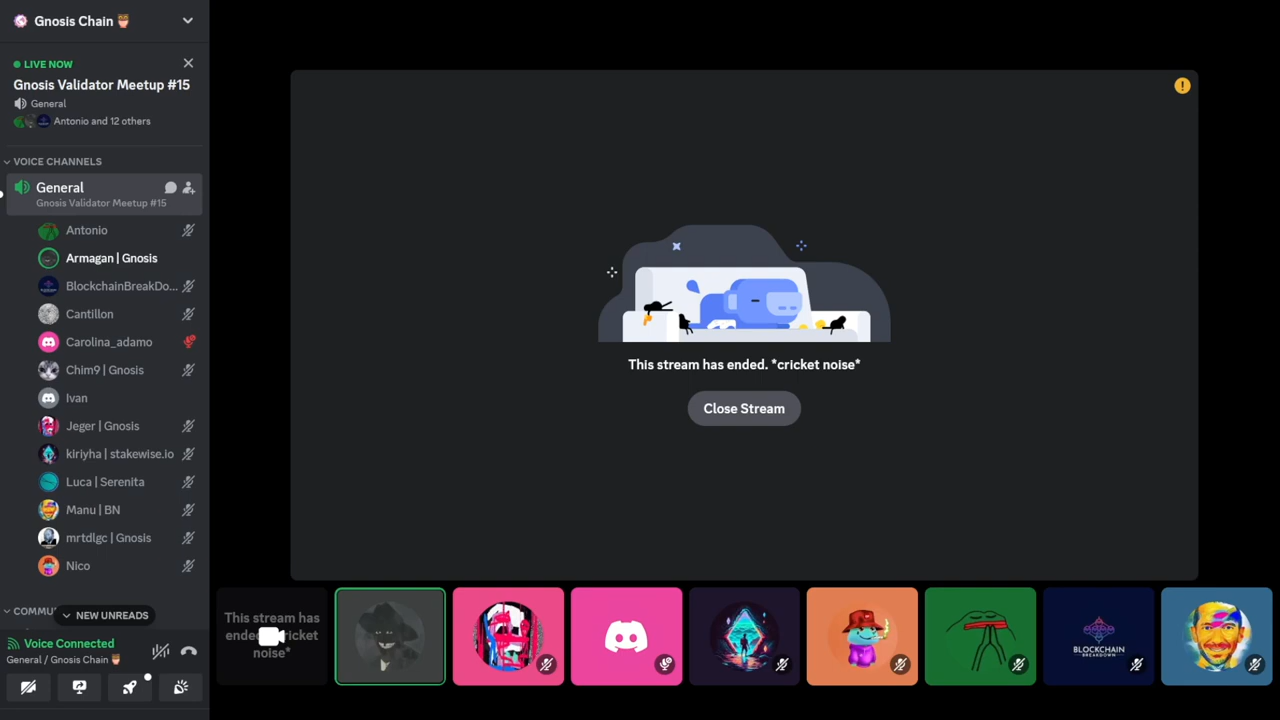 Gnosis Chain
LIVE NOW
Gnosis Validator Meetup #15
General
Antonio and 12 others
VOICE CHANNELS
General
Gnosis Validator Meetup #15
Antonio
Armagan | Gnosis
BlockchainBreakDo...
Cantillon
Carolina_adamo
Chim9 | Gnosis
Ivan
Jeger | Gnosis
kiriyha | stakewise.io
Luca | Serenita
Manu | BN
mrtdlgc | Gnosis
Nico
COMMU
NEW UNREADS
Voice Connected
General / Gnosis Chain
This stream has ended. *cricket noise*
Close Stream
This stream has
ended. *cricket
noise*
BLOCKCHAIN
BREAKDOWN